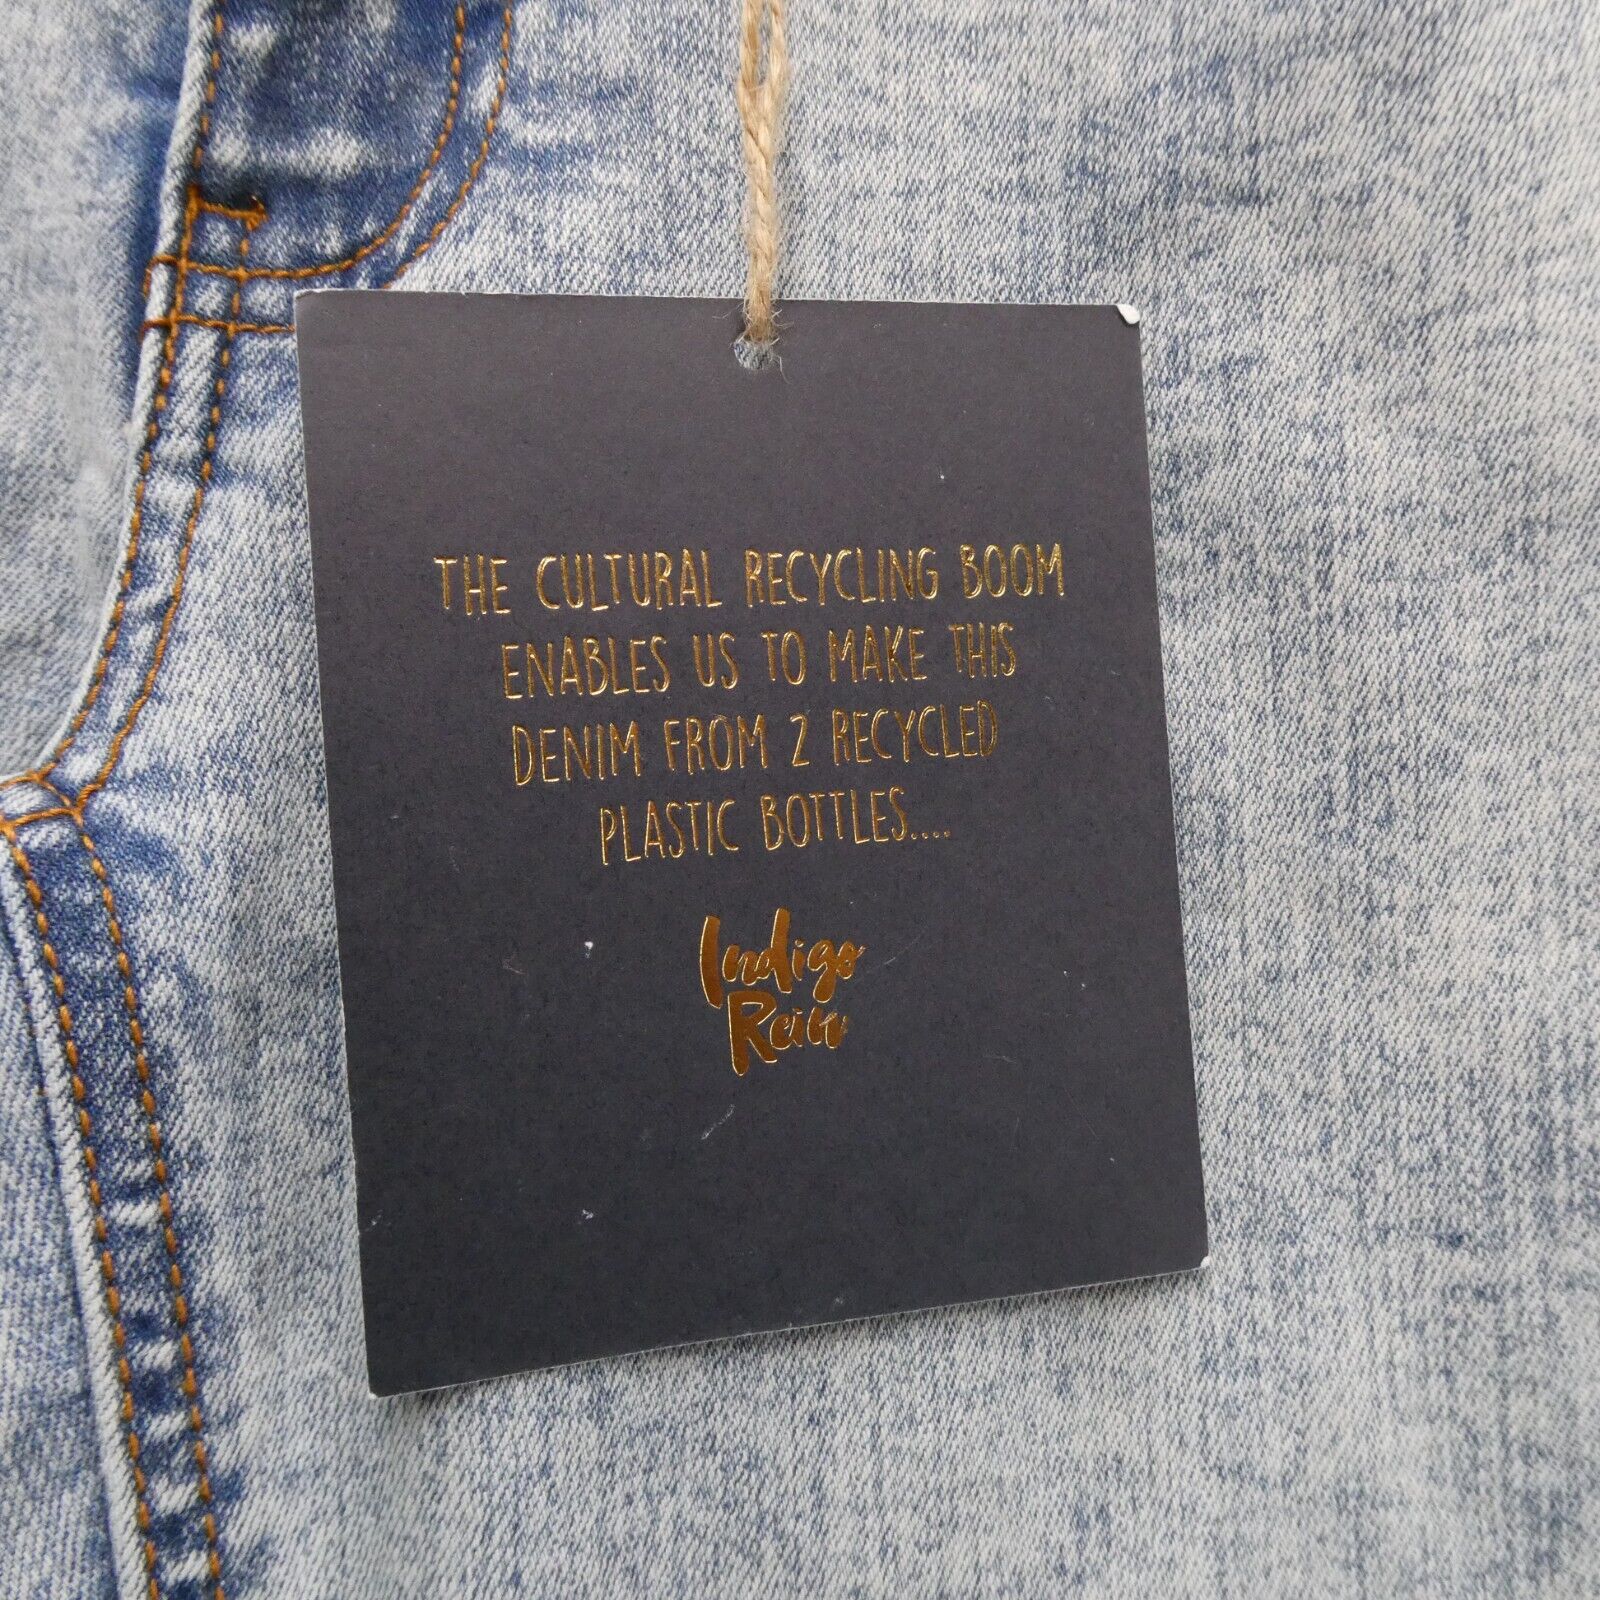 THE CULTURAL RECYCLING BOOM
ENABLES US TO MAKE THIS
DENIM FROM 2 RECYCLED
PLASTIC BOTTLES....
Indigo
Rein